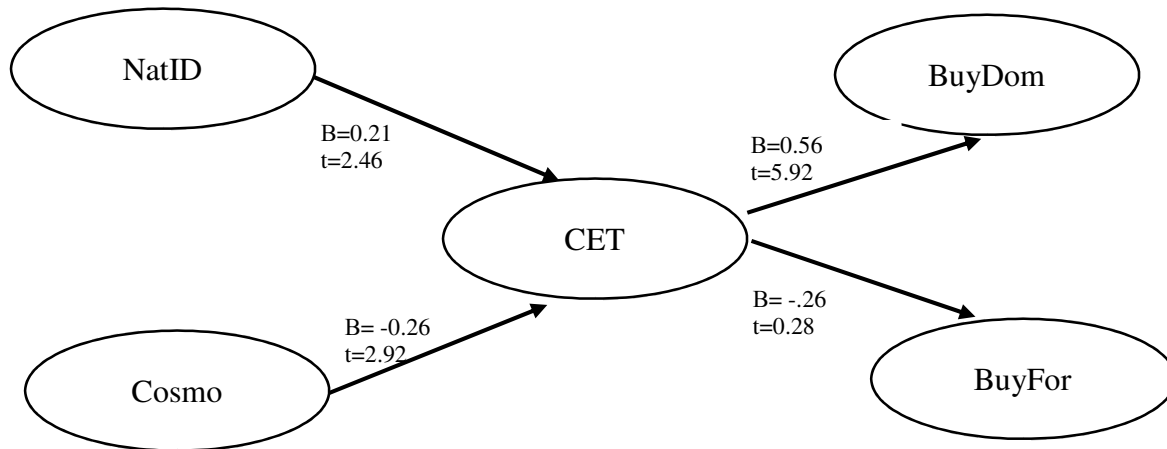 NatID
BuyDom
B=0.21
t=2.46
B=0.56
t=5.92
CET
B= -0.26
t=2.92
B= -.26
t=0.28
Cosmo
BuyFor